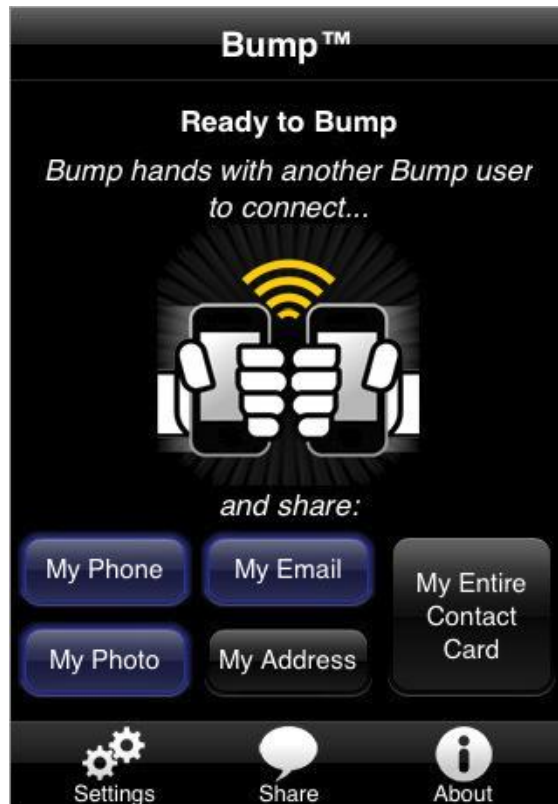 Bump™
Ready to Bump
Bump hands with another Bump user
to connect...
and share:
My Phone
My Email
My Entire
Contact
Card
My Photo
My Address
Settings
Share
About